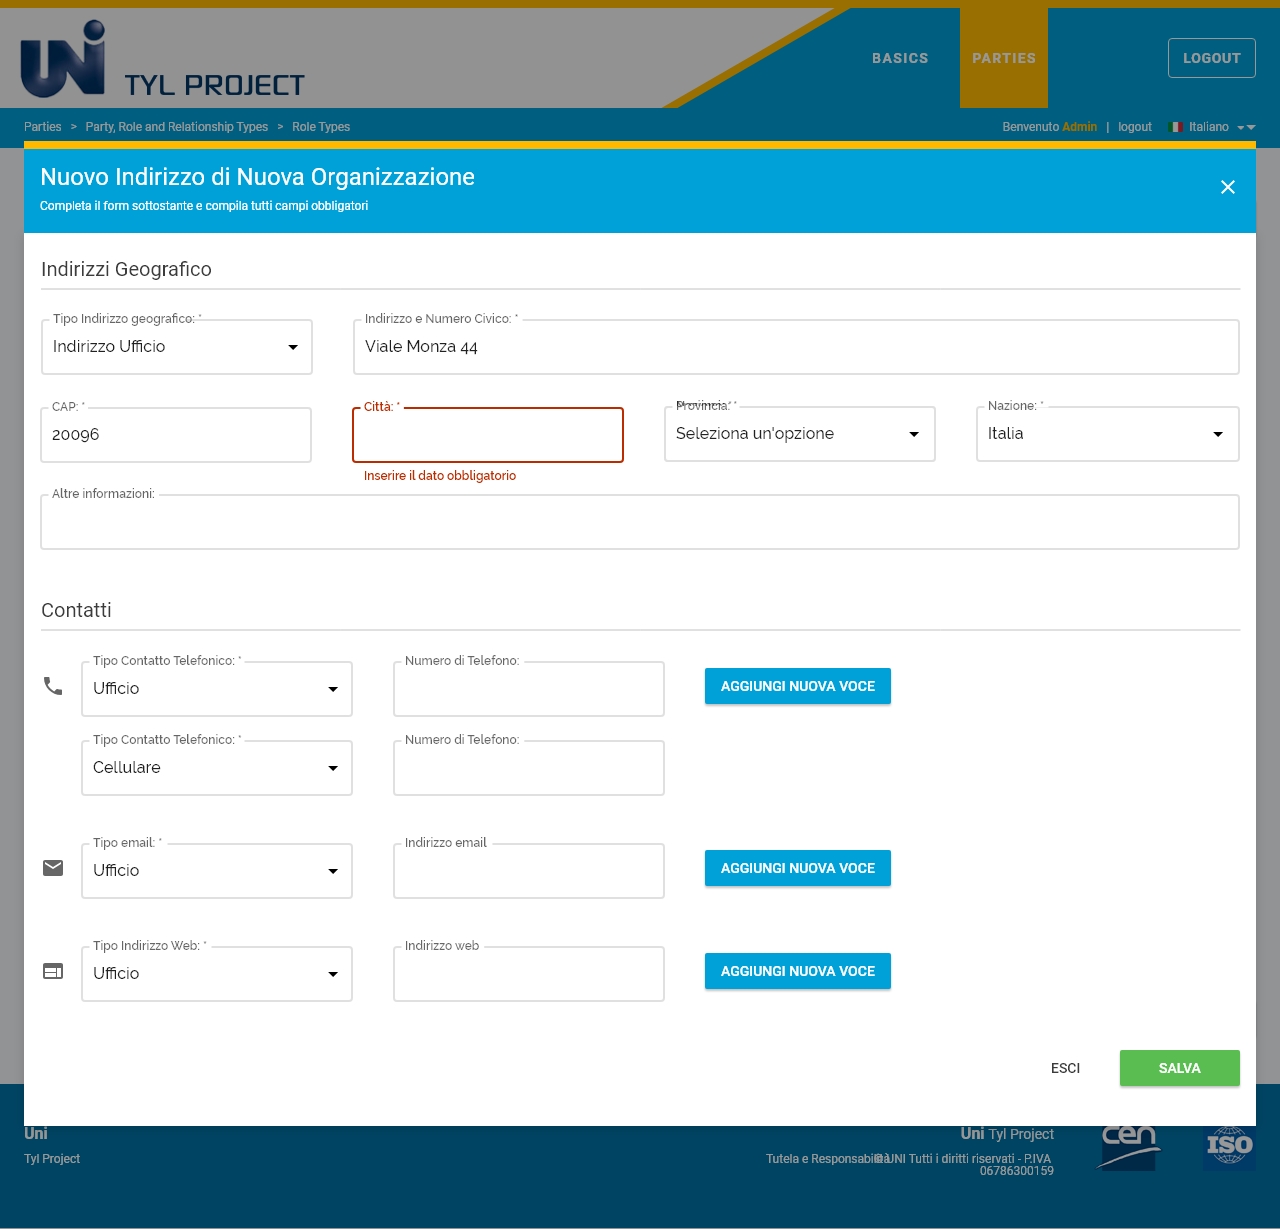 UNi TYL PROJECT
BASICS PARTIES LOGOUT
Parties > Party, Role and Relationship Types > Role Types
Benvenuto Admin | logout Italiano
Nuovo Indirizzo di Nuova Organizzazione
Completa il form sottostante e compila tutti campi obbligatori
Indirizzi Geografico
Tipo Indirizzo geografico: * Indirizzo e Numero Civico: *
Indirizzo Ufficio Viale Monza 44
CAP: * Città: * Provincia: * Nazione: *
20096 Seleziona un'opzione Italia
Inserire il dato obbligatorio
Altre informazioni:
Contatti
Tipo Contatto Telefonico: * Numero di Telefono:
Ufficio AGGIUNGI NUOVA VOCE
Tipo Contatto Telefonico: * Numero di Telefono:
Cellulare
Tipo email: * Indirizzo email
Ufficio AGGIUNGI NUOVA VOCE
Tipo Indirizzo Web: * Indirizzo web
Ufficio AGGIUNGI NUOVA VOCE
ESCI SALVA
Uni Uni Tyl Project cen ISO
Tyl Project Tutela e Responsabilità © UNI Tutti i diritti riservati - P.IVA
06786300159